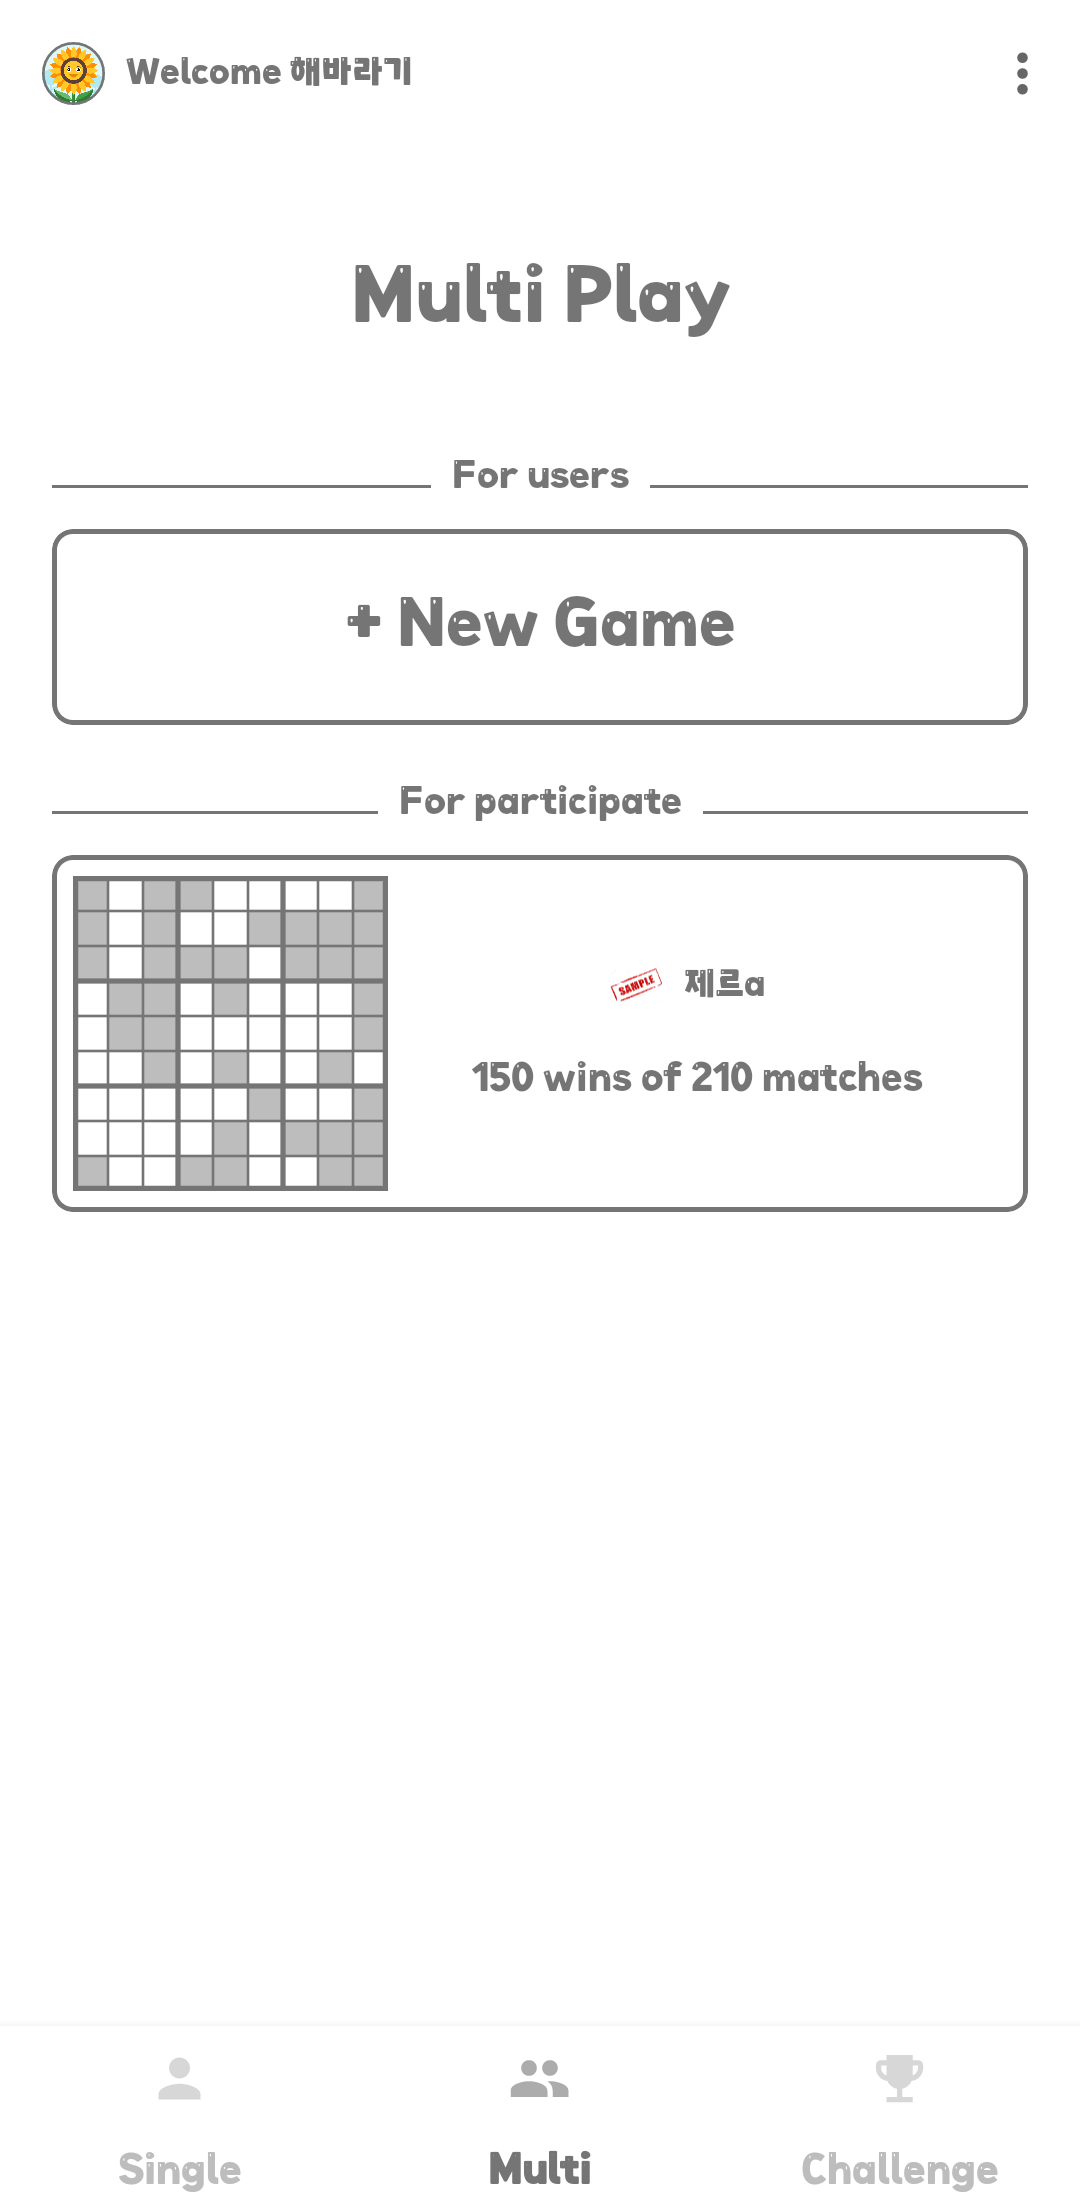 Welcome 해바라기
Multi Play
For users
+ New Game
For participate
SAMPLE
제르a
150 wins of 210 matches
Single
Multi
Challenge